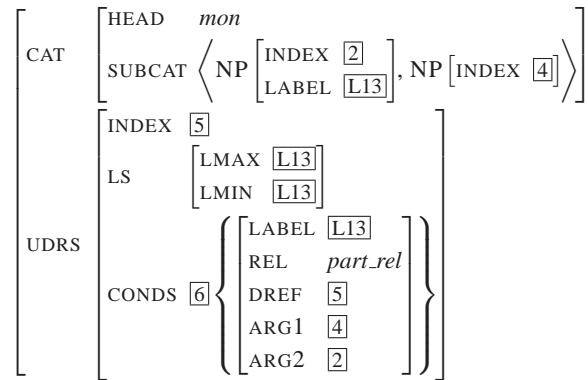 HEAD mon
CAT SUBCAT ⟨NP[INDEX 2, LABEL L13], NP[INDEX 4]⟩
INDEX 5
LS LMAX L13
LMIN L13
UDRS
LABEL L13
REL part_rel
CONDS 6 DREF 5
ARG1 4
ARG2 2